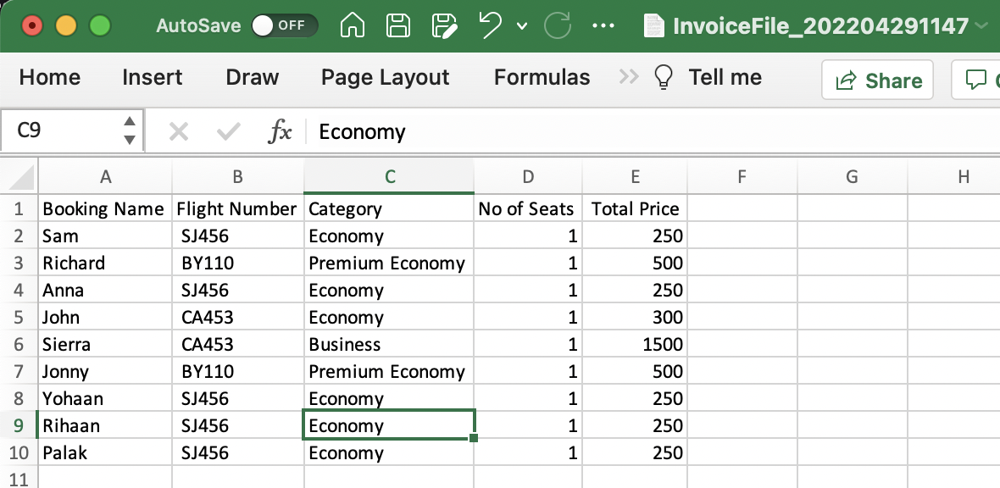 AutoSave OFF InvoiceFile_202204291147
Home Insert Draw Page Layout Formulas Tell me Share
C9 fx Economy
A B C D E F G H
1 Booking Name Flight Number Category No of Seats Total Price
2 Sam SJ456 Economy 1 250
3 Richard BY110 Premium Economy 1 500
4 Anna SJ456 Economy 1 250
5 John CA453 Economy 1 300
6 Sierra CA453 Business 1 1500
7 Jonny BY110 Premium Economy 1 500
8 Yohaan SJ456 Economy 1 250
9 Rihaan SJ456 Economy 1 250
10 Palak SJ456 Economy 1 250
11